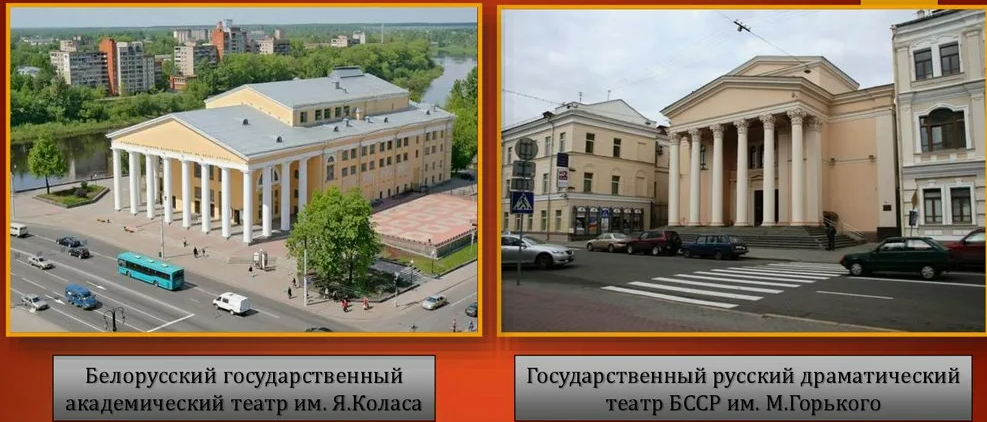 Белорусский государственный
академический театр им. Я.Коласа
Государственный русский драматический
театр БССР им. М.Горького